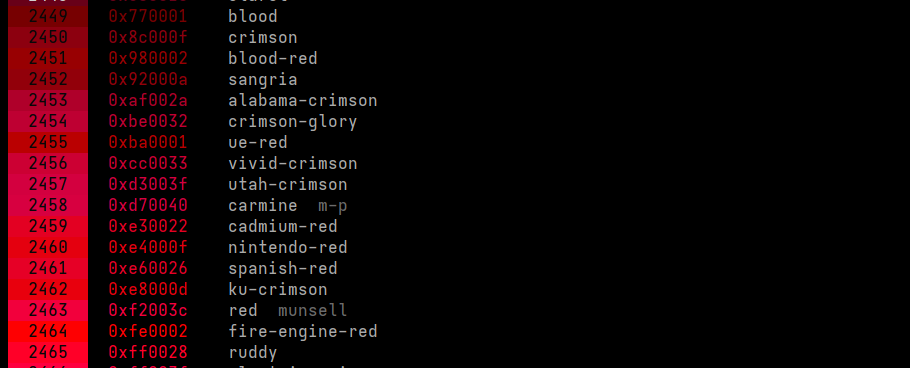 2449 0x770001 blood
2450 0x8c000f crimson
2451 0x980002 blood-red
2452 0x92000a sangria
2453 0xaf002a alabama-crimson
2454 0xbe0032 crimson-glory
2455 0xba0001 ue-red
2456 0xcc0033 vivid-crimson
2457 0xd3003f utah-crimson
2458 0xd70040 carmine m-p
2459 0xe30022 cadmium-red
2460 0xe4000f nintendo-red
2461 0xe60026 spanish-red
2462 0xe8000d ku-crimson
2463 0xf2003c red munsell
2464 0xfe0002 fire-engine-red
2465 0xff0028 ruddy